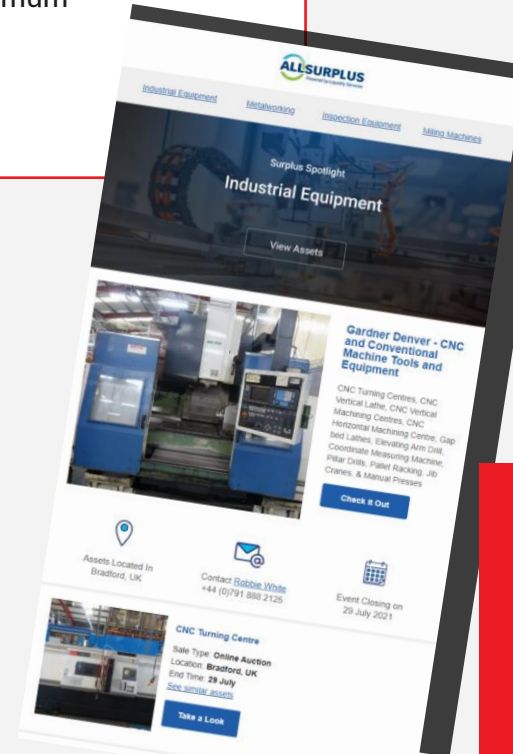 mum
ALLSURPLUS
Powered by Liquidity Services
Industrial Equipment
Metalworking
Inspection Equipment
Milling Machines
Surplus Spotlight
Industrial Equipment
View Assets
Gardner Denver - CNC
and Conventional
Machine Tools and
Equipment
CNC Turning Centres, CNC
Vertical Lathe, CNC Vertical
Machining Centres, CNC
Horizontal Machining Centre, Gap
bed Lathes, Elevating Arm Drill,
Coordinate Measuring Machine,
Pillar Drills, Pallet Racking, Jib
Cranes, & Manual Presses
Check It Out
Assets Located In
Bradford, UK
Contact Robbie White
+44 (0)791 888 2125
Event Closing on
29 July 2021
CNC Turning Centre
Sale Type: Online Auction
Location: Bradford, UK
End Time: 29 July
See similar assets
Take a Look